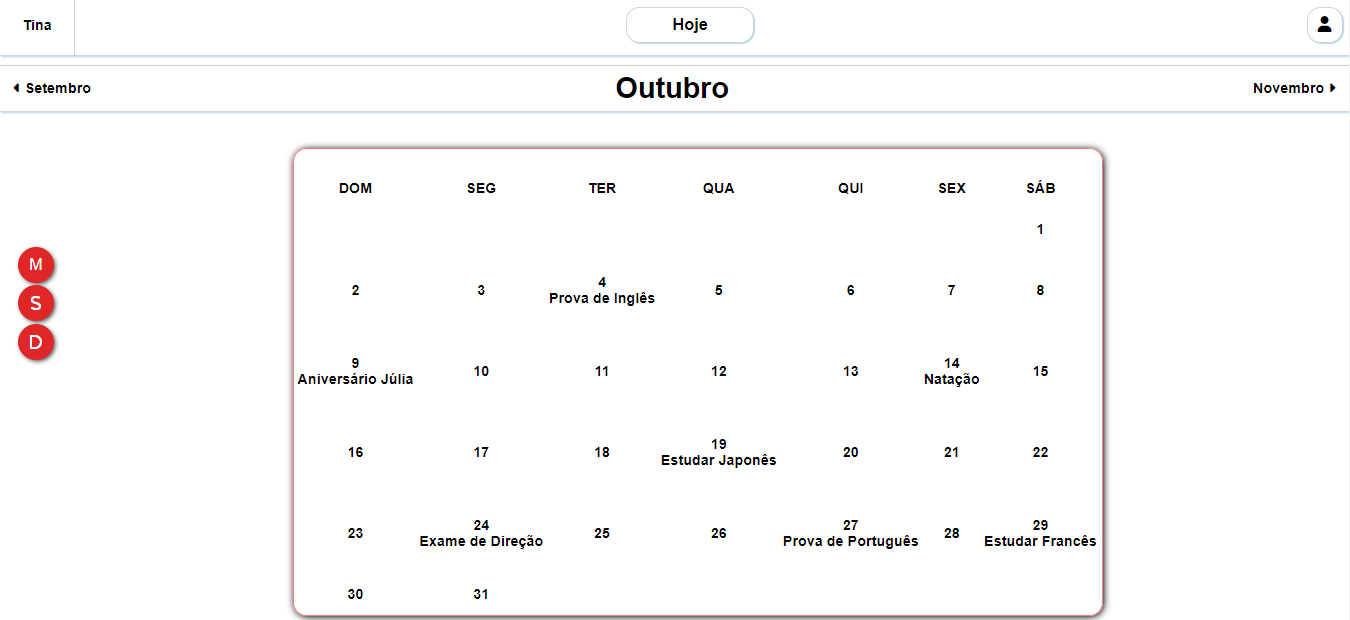 Tina
Hoje
Setembro
Outubro
Novembro
DOM SEG TER QUA QUI SEX SÁB
1
2 3 4 5 6 7 8
Prova de Inglês
9 10 11 12 13 14 15
Aniversário Júlia Natação
16 17 18 19 20 21 22
Estudar Japonês
23 24 25 26 27 28 29
Exame de Direção Prova de Português Estudar Francês
30 31
M
S
D